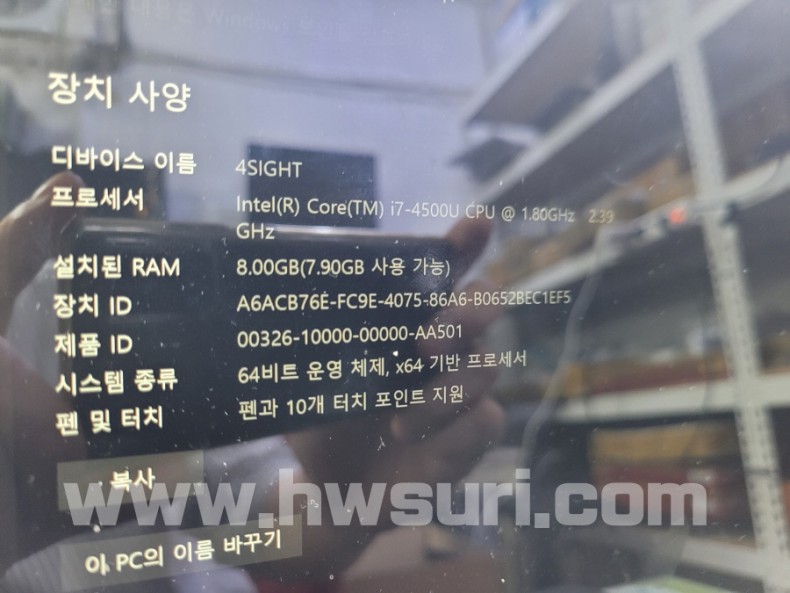 장치 사양
디바이스 이름 4SIGHT
프로세서 Intel(R) Core(TM) i7-4500U CPU @ 1.80GHz 2.39
GHz
설치된 RAM 8.00GB(7.90GB 사용 가능)
장치 ID A6ACB76E-FC9E-4075-86A6-B0652BEC1EF5
제품 ID 00326-10000-00000-AA501
시스템 종류 64비트 운영 체제, x64 기반 프로세서
펜 및 터치 펜과 10개 터치 포인트 지원
복사
www.hwsuri.com
이 PC의 이름 바꾸기